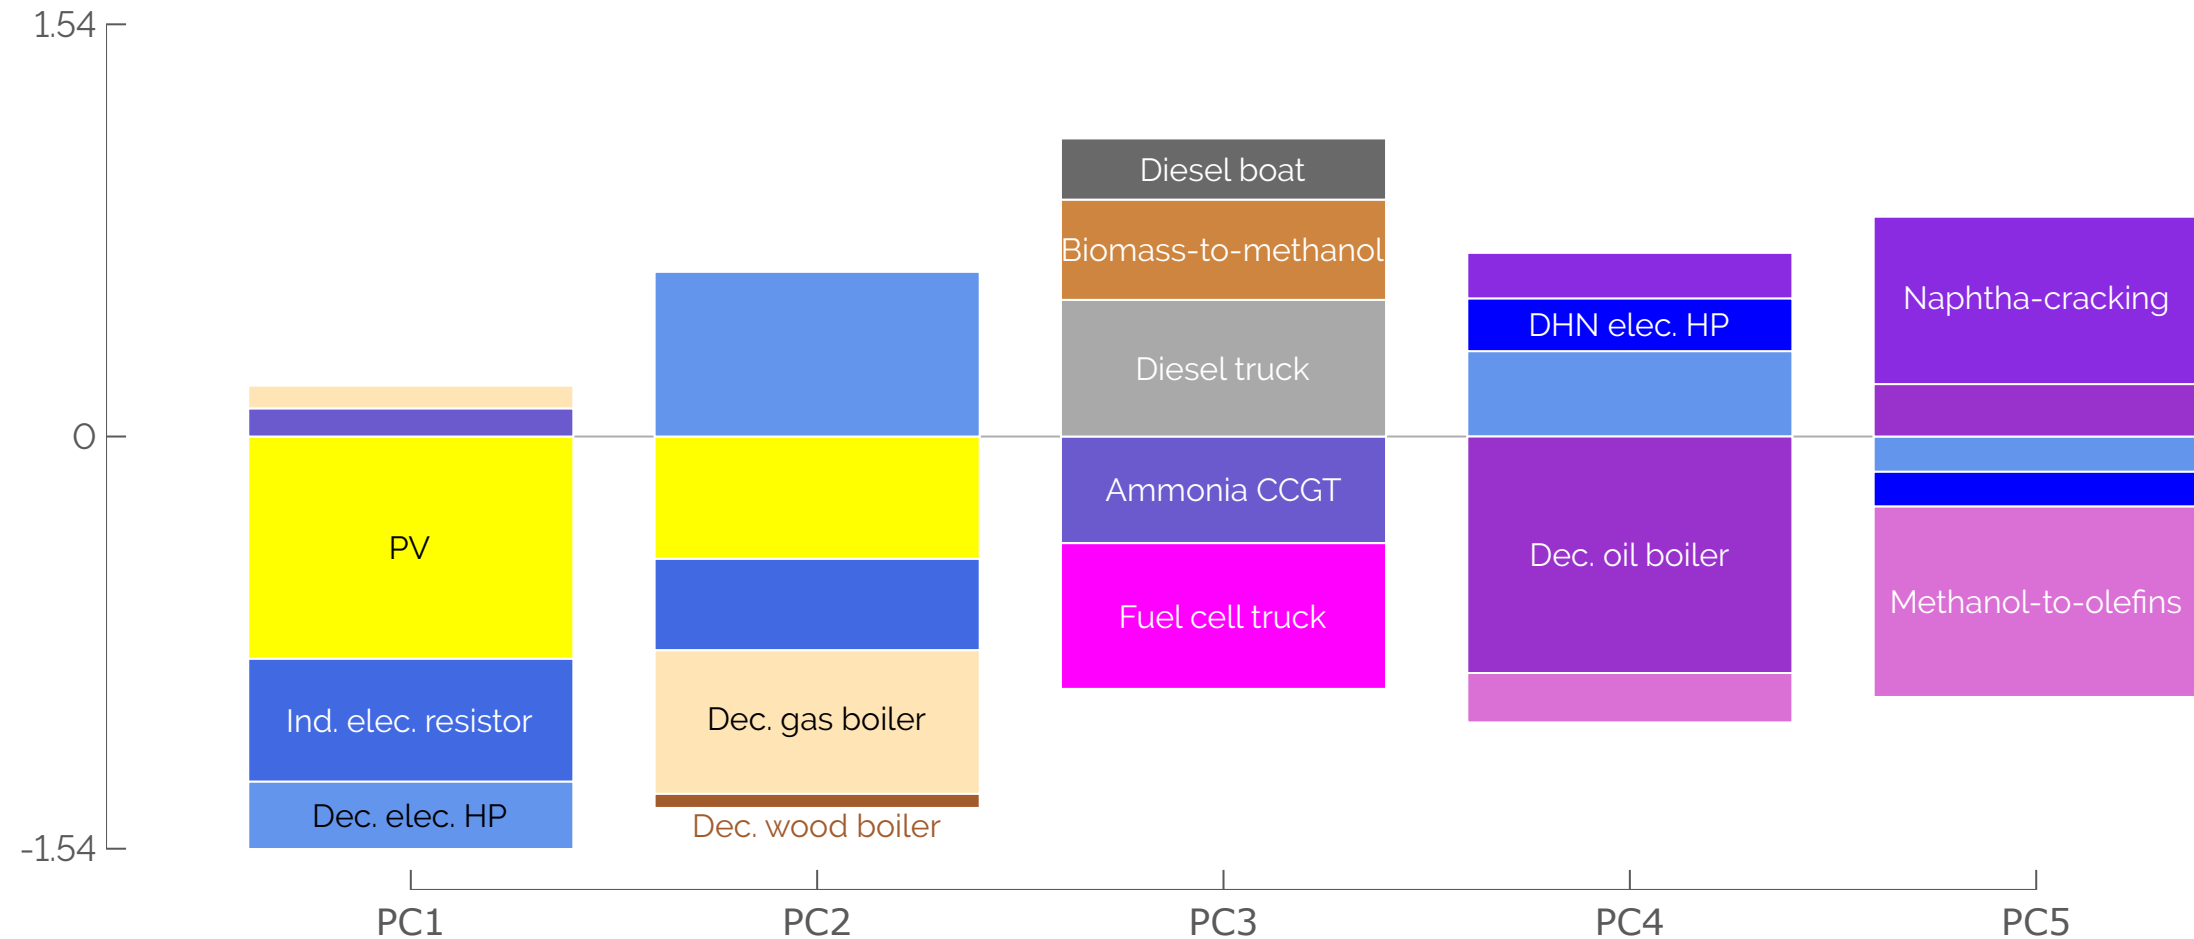 1.54
0
-1.54
PV
Ind. elec. resistor
Dec. elec. HP
Dec. gas boiler
Dec. wood boiler
Diesel boat
Biomass-to-methanol
Diesel truck
Ammonia CCGT
Fuel cell truck
DHN elec. HP
Dec. oil boiler
Naphtha-cracking
Methanol-to-olefins
PC1
PC2
PC3
PC4
PC5